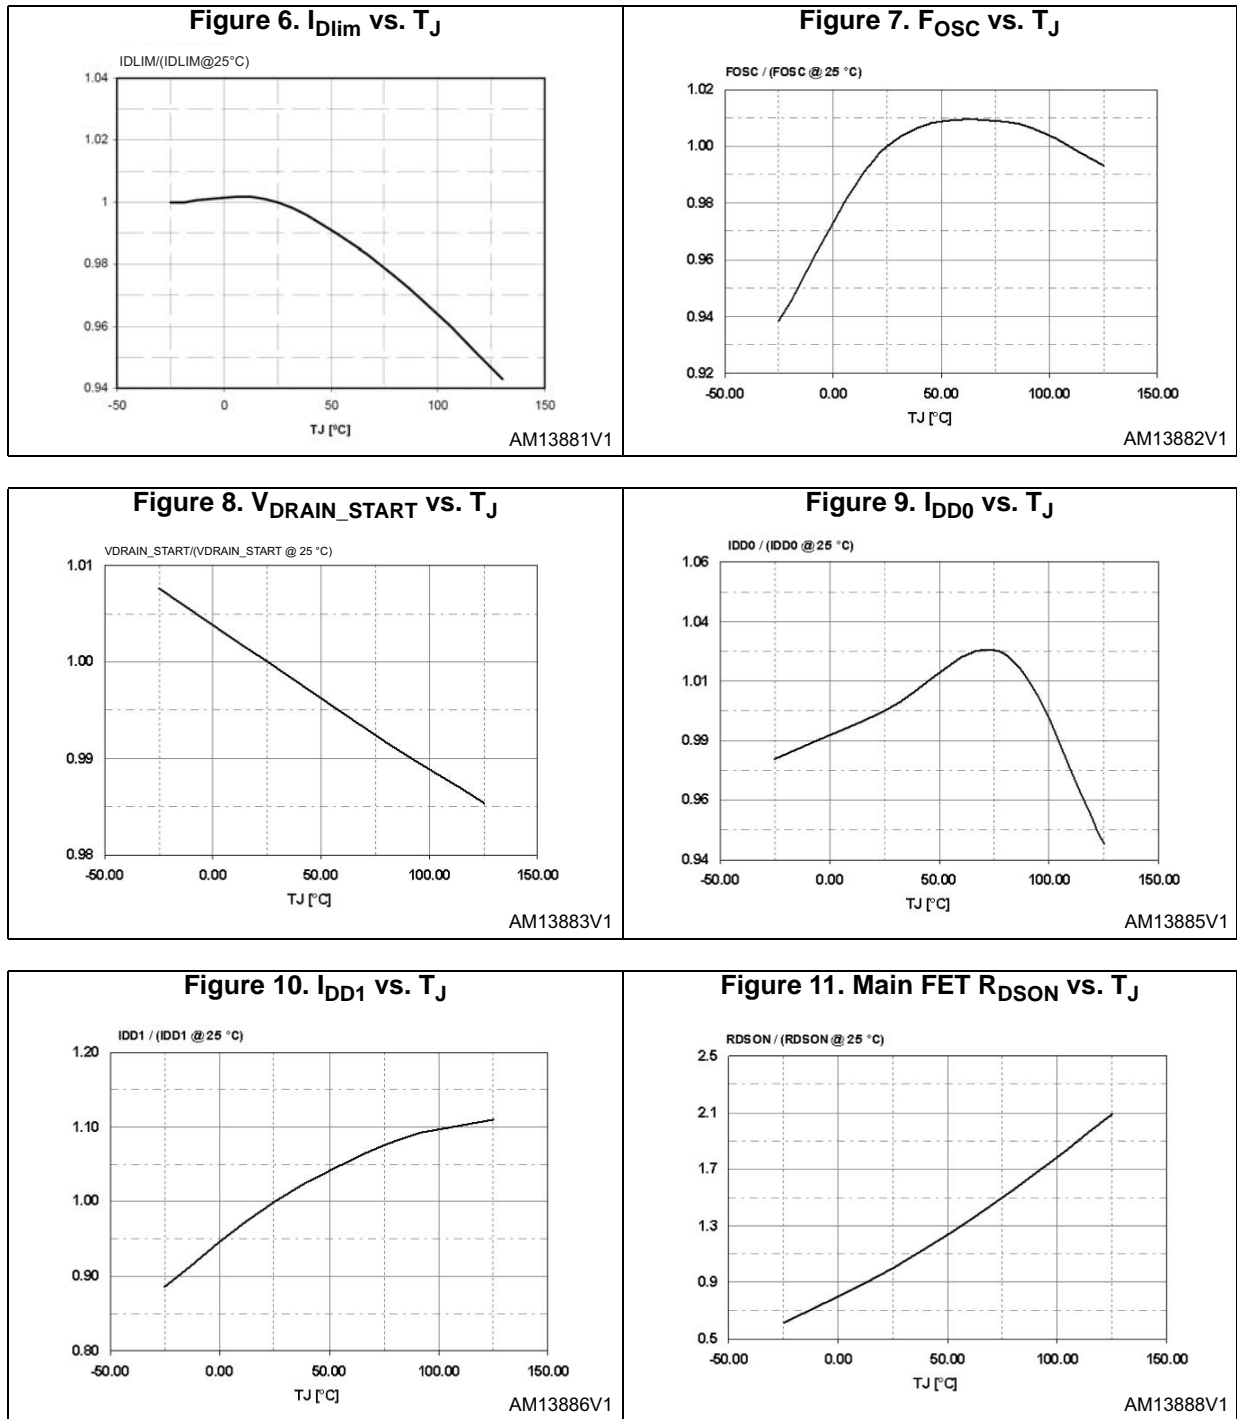 Figure 6. IDlim vs. TJ
IDLIM/(IDLIM@25°C)
1.04
1.02
1
0.98
0.96
0.94
-50 0 50 100 150
TJ [°C]
AM13881V1
Figure 7. FOSC vs. TJ
FOSC / (FOSC @ 25 °C)
1.02
1.00
0.98
0.96
0.94
0.92
-50.00 0.00 50.00 100.00 150.00
TJ [°C]
AM13882V1
Figure 8. VDRAIN_START vs. TJ
VDRAIN_START/(VDRAIN_START @ 25 °C)
1.01
1.00
0.99
0.98
-50.00 0.00 50.00 100.00 150.00
TJ [°C]
AM13883V1
Figure 9. IDD0 vs. TJ
IDD0 / (IDD0 @ 25 °C)
1.06
1.04
1.01
0.99
0.96
0.94
-50.00 0.00 50.00 100.00 150.00
TJ [°C]
AM13885V1
Figure 10. IDD1 vs. TJ
IDD1 / (IDD1 @ 25 °C)
1.20
1.10
1.00
0.90
0.80
-50.00 0.00 50.00 100.00 150.00
TJ [°C]
AM13886V1
Figure 11. Main FET RDSON vs. TJ
RDSON / (RDSON @ 25 °C)
2.5
2.1
1.7
1.3
0.9
0.5
-50.00 0.00 50.00 100.00 150.00
TJ [°C]
AM13888V1